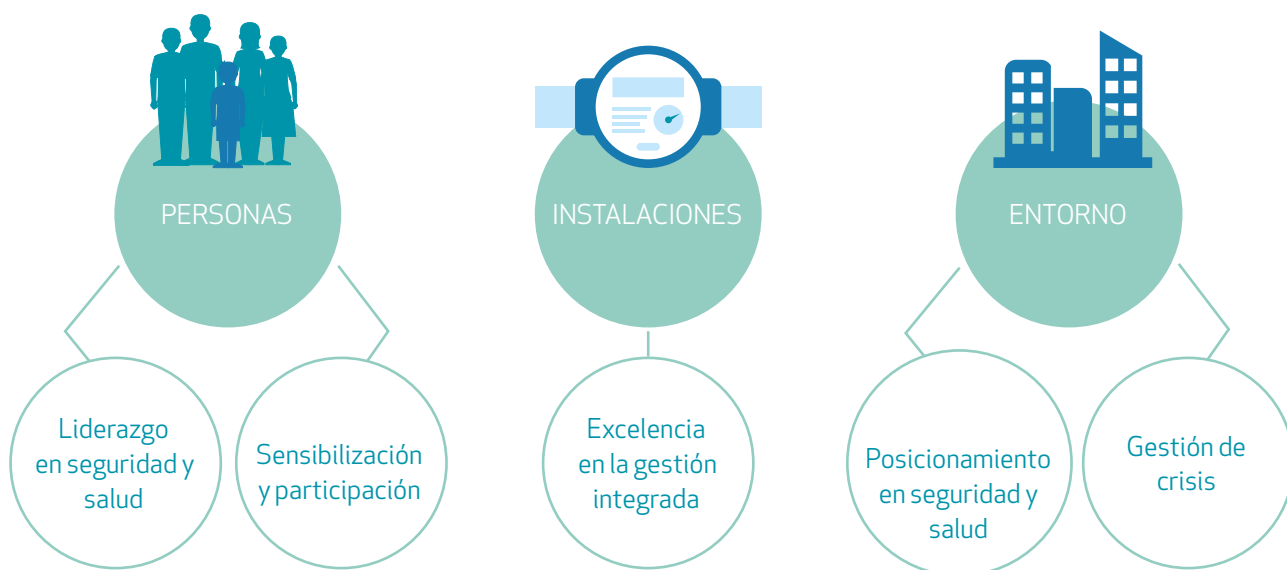 PERSONAS
INSTALACIONES
ENTORNO
Liderazgo
en seguridad y
salud
Sensibilización
y participación
Excelencia
en la gestión
integrada
Posicionamiento
en seguridad y
salud
Gestión de
crisis